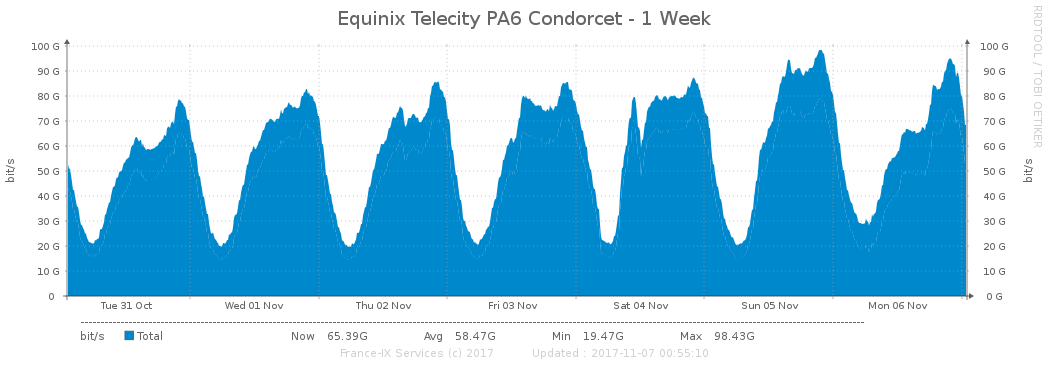 Equinix Telecity PA6 Condorcet - 1 Week
RRDTOOL / TOBI OETIKER
bit/s
100 G
90 G
80 G
70 G
60 G
50 G
40 G
30 G
20 G
10 G
0
100 G
90 G
80 G
70 G
60 G
50 G
40 G
30 G
20 G
10 G
0 G
bit/s
Tue 31 Oct Wed 01 Nov Thu 02 Nov Fri 03 Nov Sat 04 Nov Sun 05 Nov Mon 06 Nov
bit/s Total Now 65.39G Avg 58.47G Min 19.47G Max 98.43G
France-IX Services (c) 2017 Updated : 2017-11-07 00:55:10